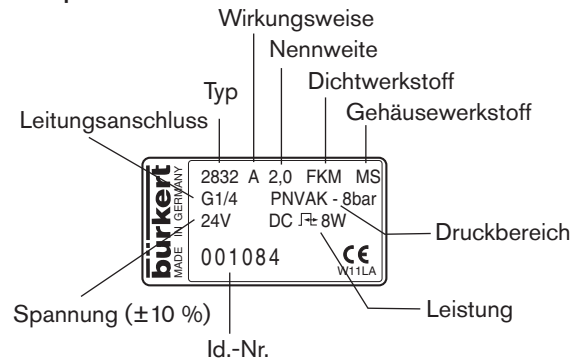 Wirkungsweise
Nennweite
Dichtwerkstoff
Typ
Gehäusewerkstoff
Leitungsanschluss
bürkert
MADE IN GERMANY
2832 A 2,0 FKM MS
G1/4 PNVAK - 8bar
24V DC 8W
001084 CE
W11LA
Druckbereich
Leistung
Spannung (±10 %)
Id.-Nr.